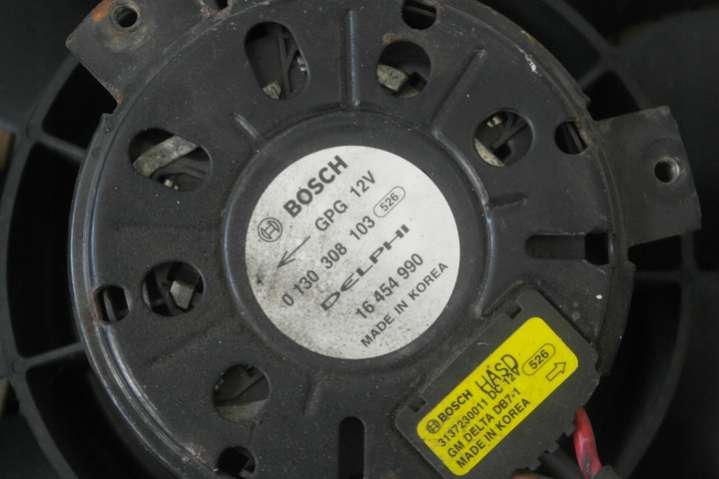 BOSCH
GPG 12V
0 130 308 103 526
DELPHI
16 454 990
MADE IN KOREA
BOSCH HASD
3137230011 DC 12V 526
GM DELTA DB7-1
MADE IN KOREA